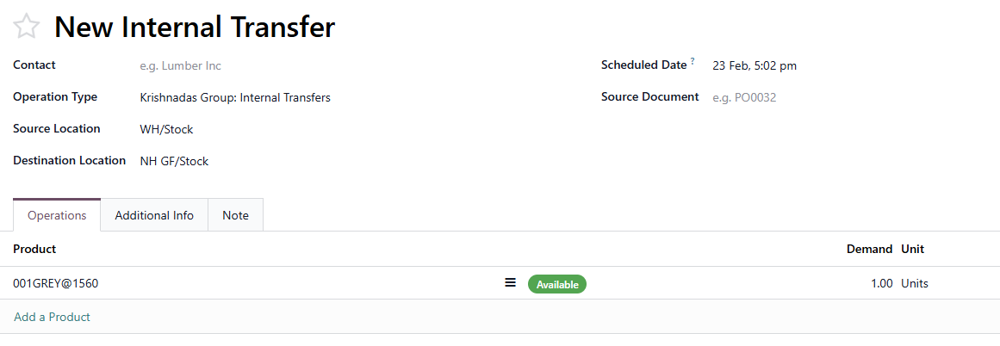 New Internal Transfer
Contact e.g. Lumber Inc Scheduled Date ? 23 Feb, 5:02 pm
Operation Type Krishnadas Group: Internal Transfers Source Document e.g. PO0032
Source Location WH/Stock
Destination Location NH GF/Stock
Operations Additional Info Note
Product Demand Unit
001GREY@1560 Available 1.00 Units
Add a Product